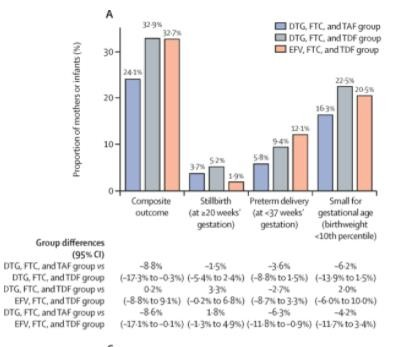 A
Proportion of mothers or infants (%)
30
20
10
0
DTG, FTC, and TAF group
DTG, FTC, and TDF group
EFV, FTC, and TDF group
24·1%
32·9%
32·7%
3·7%
5·2%
1·9%
5·8%
9·4%
12·1%
16·3%
22·5%
20·5%
Composite
outcome
Stillbirth
(at ≥20 weeks'
gestation)
Preterm delivery
(at <37 weeks'
gestation)
Small for
gestational age
(birthweight
<10th percentile)
Group differences
(95% CI)
DTG, FTC, and TAF group vs –8·8% –1·5% –3·6% –6·2%
DTG, FTC, and TDF group (–17·3% to –0·3%) (–5·4% to 2·4%) (–8·8% to 1·5%) (–13·9% to 1·5%)
DTG, FTC, and TDF group vs 0·2% 3·3% –2·7% 2·0%
EFV, FTC, and TDF group (–8·8% to 9·1%) (–0·2% to 6·8%) (–8·7% to 3·3%) (–6·0% to 10·0%)
DTG, FTC, and TAF group vs –8·6% 1·8% –6·3% –4·2%
EFV, FTC, and TDF group (–17·1% to –0·1%) (–1·3% to 4·9%) (–11·8% to –0·9%) (–11·7% to 3·4%)